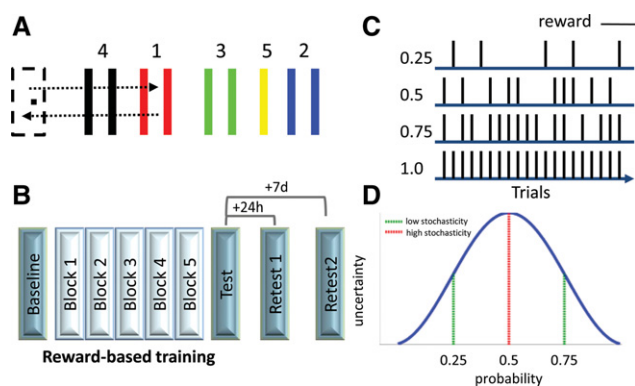 A
4 1 3 5 2
B
+7d
+24h
Baseline
Block 1
Block 2
Block 3
Block 4
Block 5
Test
Retest 1
Retest2
Reward-based training
C
reward
0.25
0.5
0.75
1.0
Trials
D
low stochasticity
high stochasticity
uncertainty
0.25 0.5 0.75
probability